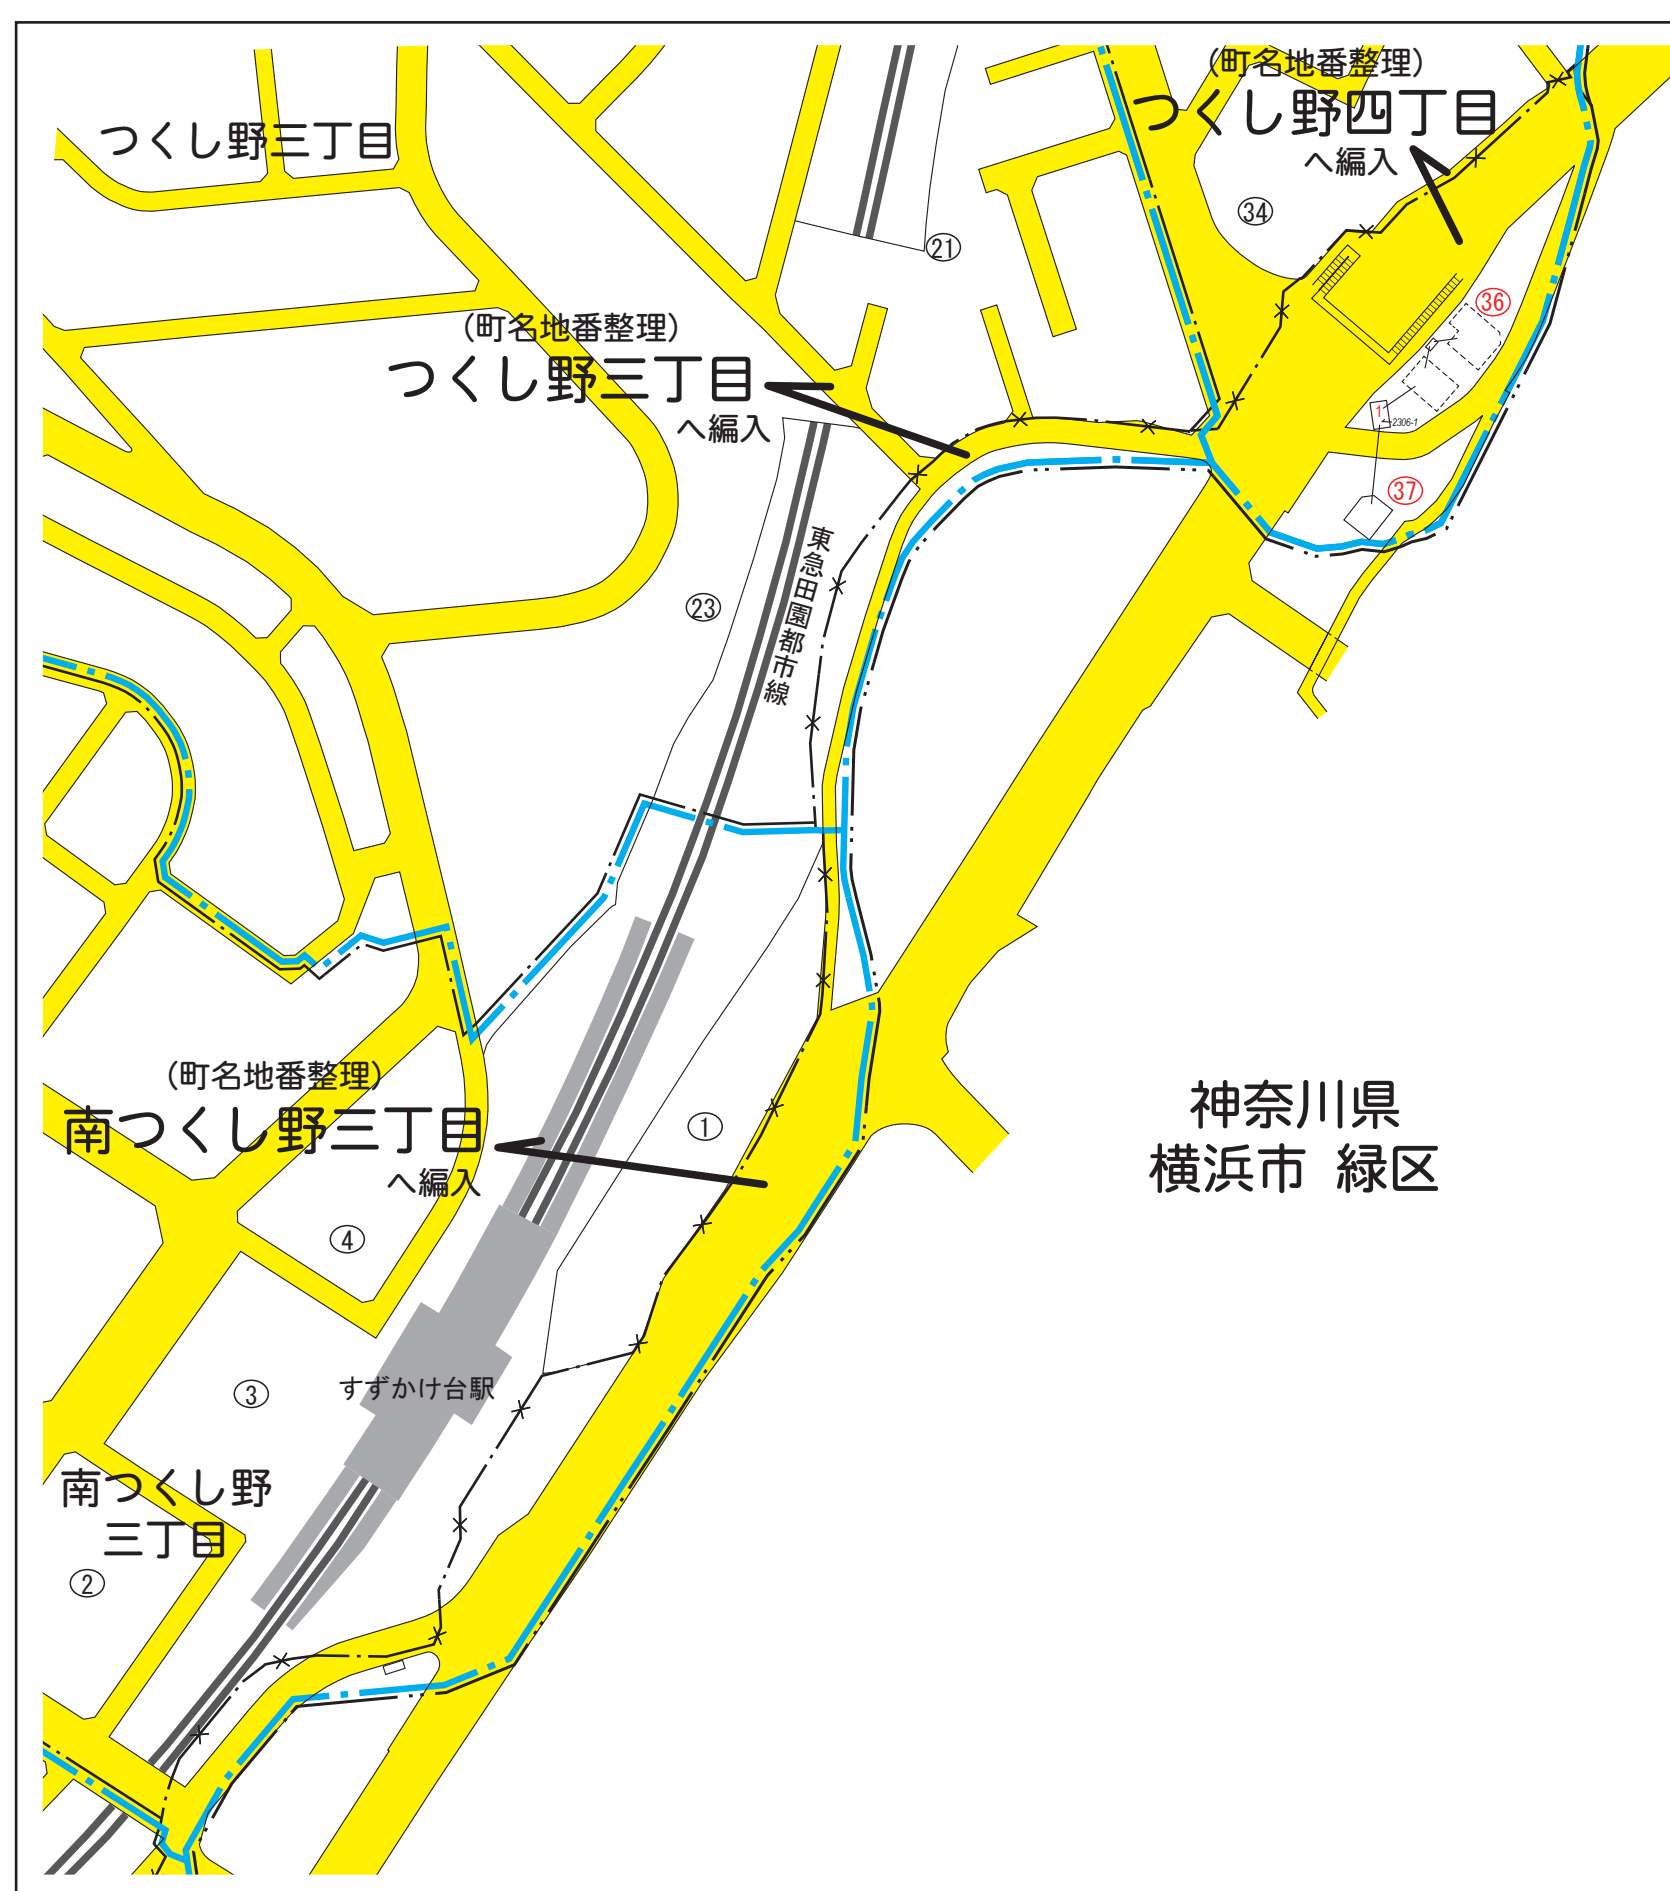 (町名地番整理)
つくし野四丁目
へ編入
つくし野三丁目
34
21
36
(町名地番整理)
つくし野三丁目
へ編入
1
2306-1
37
東急田園都市線
23
(町名地番整理)
南つくし野三丁目
へ編入
1
神奈川県
横浜市 緑区
4
すずかけ台駅
3
南つくし野
三丁目
2